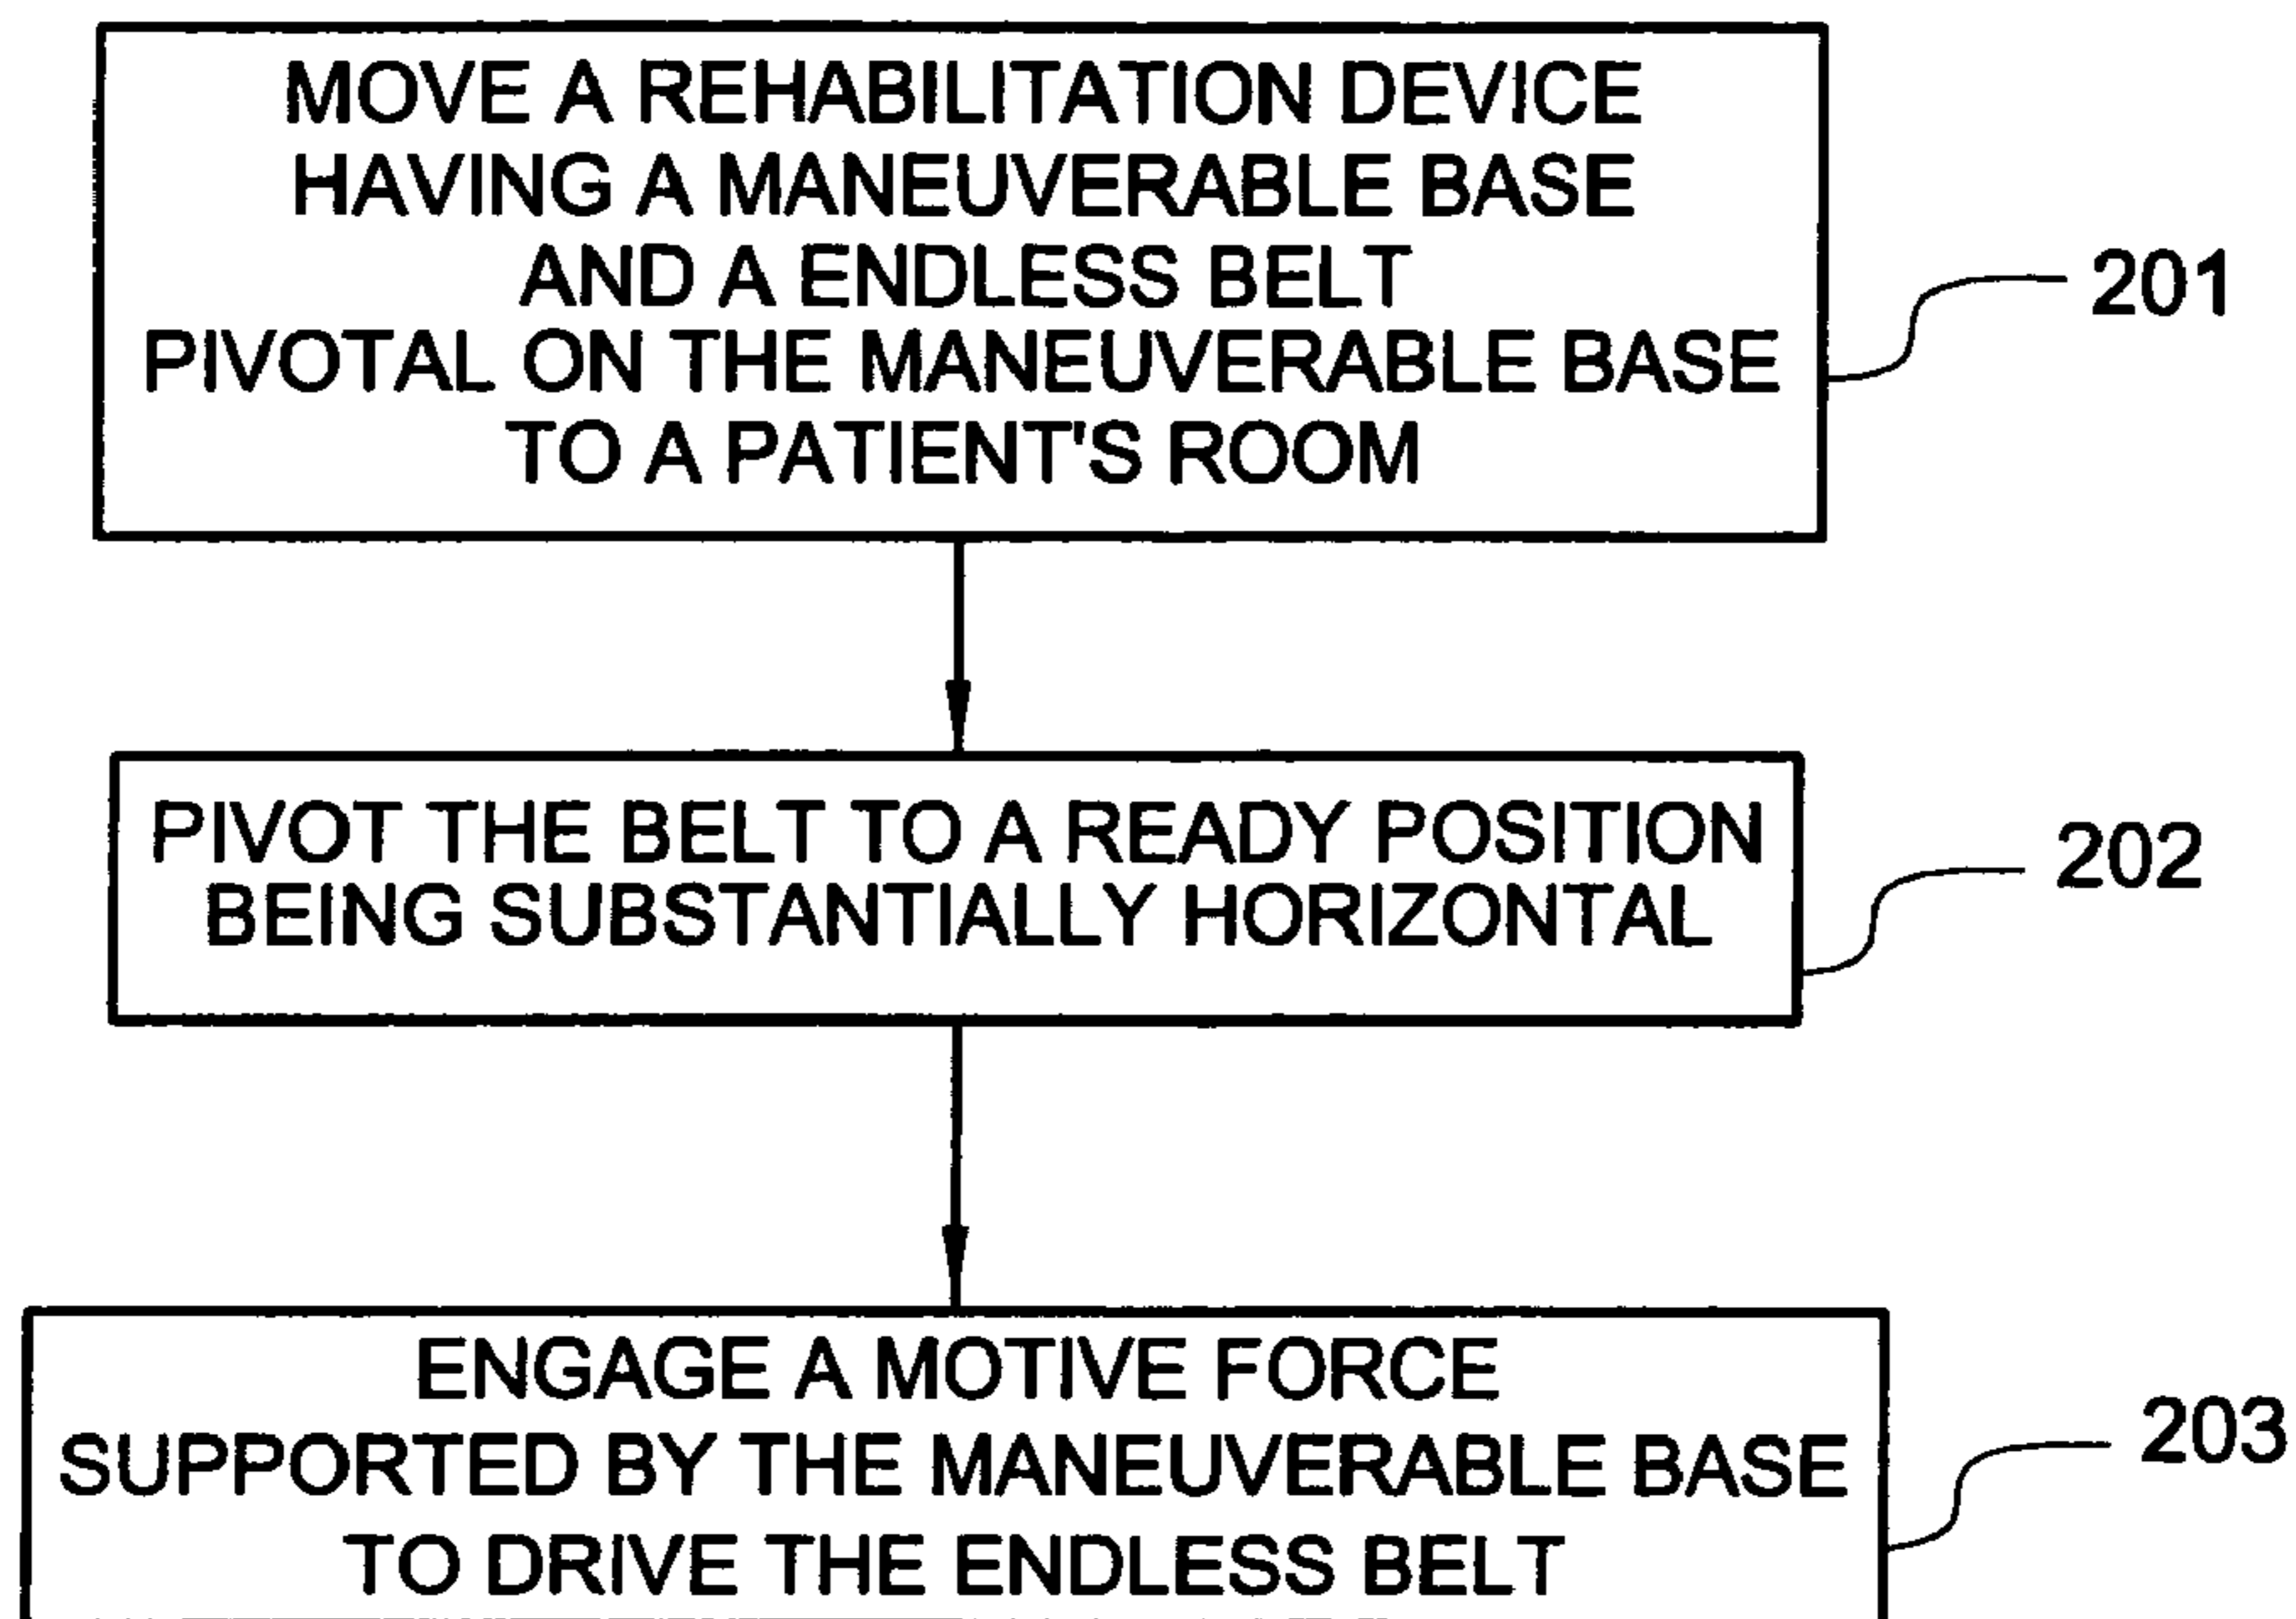 MOVE A REHABILITATION DEVICE
HAVING A MANEUVERABLE BASE
AND A ENDLESS BELT
PIVOTAL ON THE MANEUVERABLE BASE
TO A PATIENT'S ROOM
201
PIVOT THE BELT TO A READY POSITION
BEING SUBSTANTIALLY HORIZONTAL
202
ENGAGE A MOTIVE FORCE
SUPPORTED BY THE MANEUVERABLE BASE
TO DRIVE THE ENDLESS BELT
203